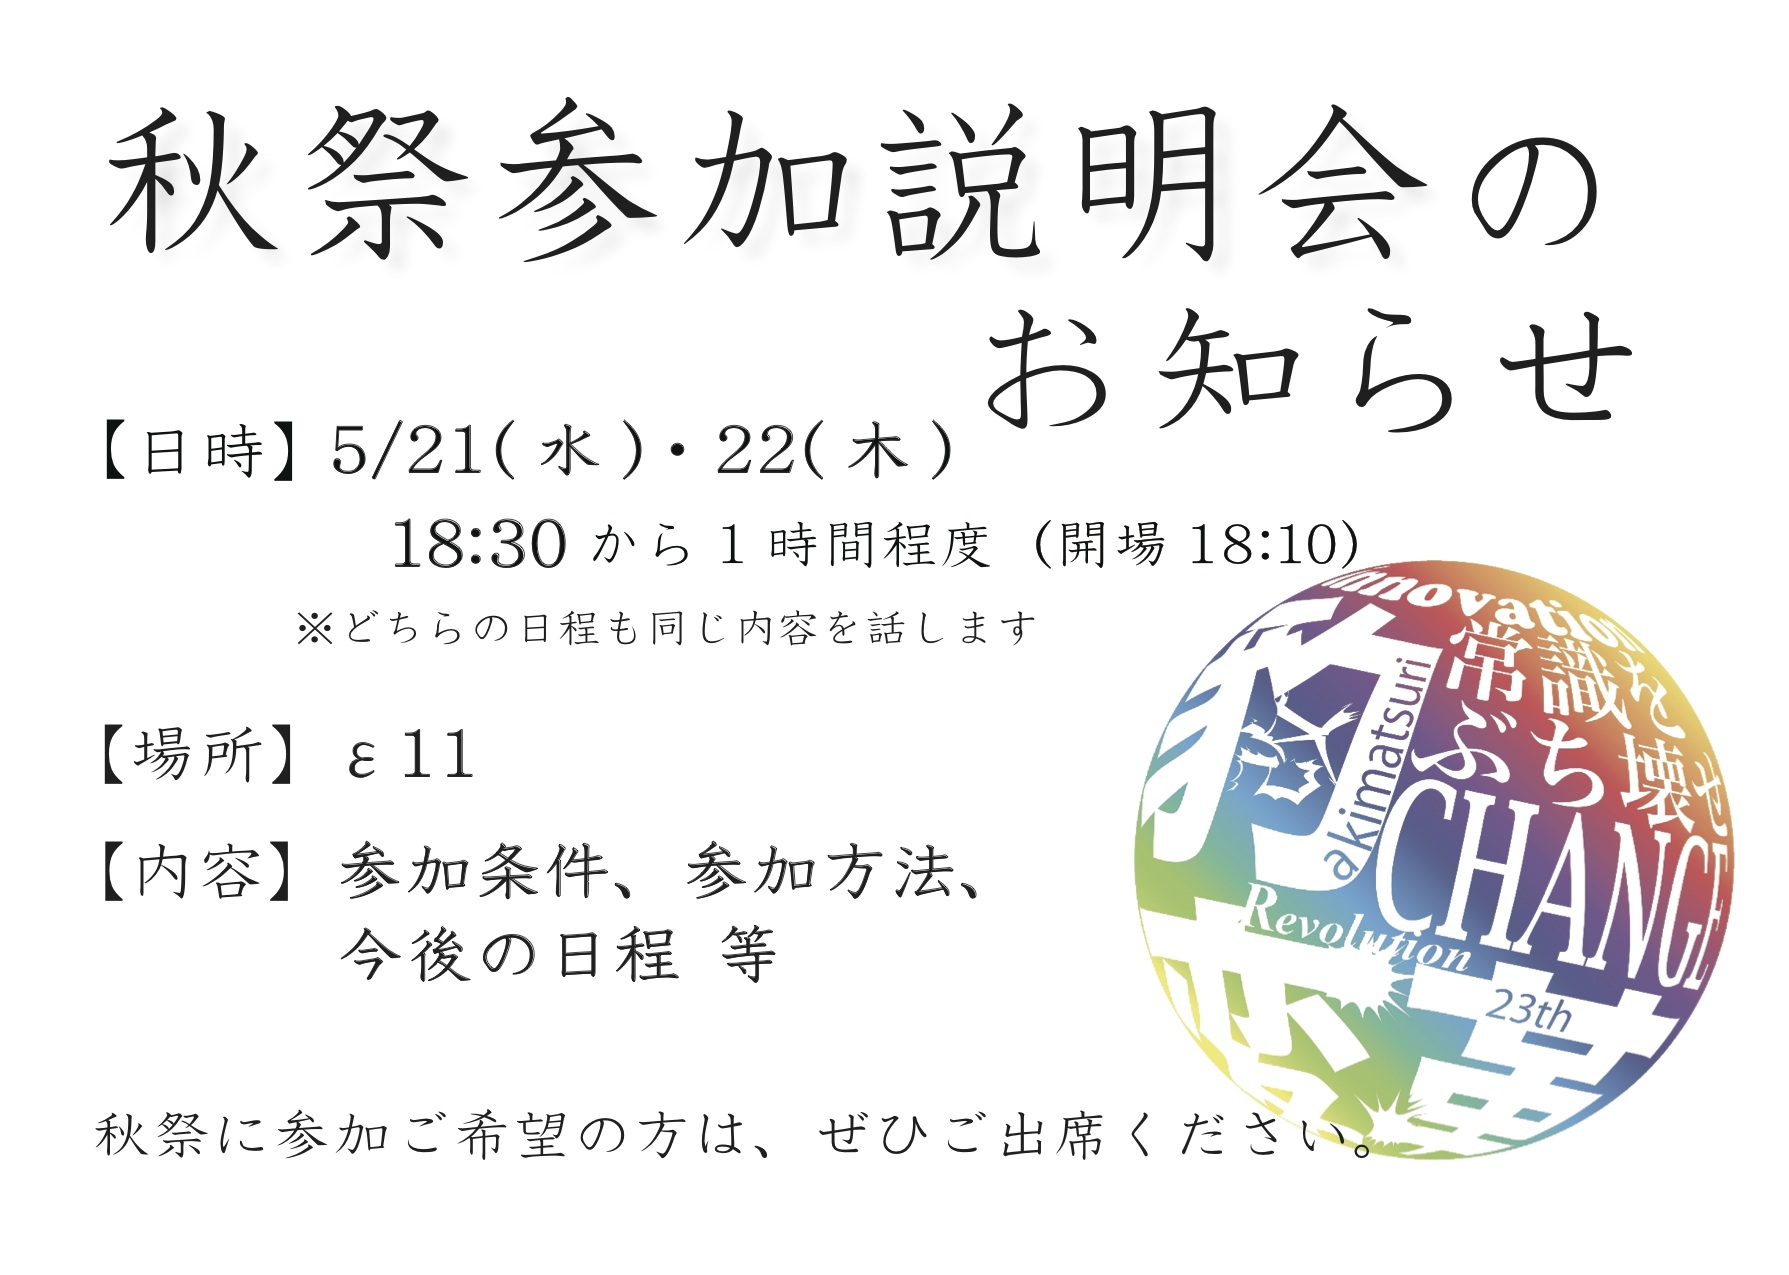 秋祭参加説明会の
お知らせ
【日時】5/21(水)・22(木)
18:30 から 1 時間程度 (開場 18:10)
※どちらの日程も同じ内容を話します
【場所】 ε11
【内容】 参加条件、参加方法、
今後の日程 等
秋祭に参加ご希望の方は、ぜひご出席ください。
Innovation
常識を
ぶち壊せ
akimatsuri
CHANGE
Revolution
23th
変革